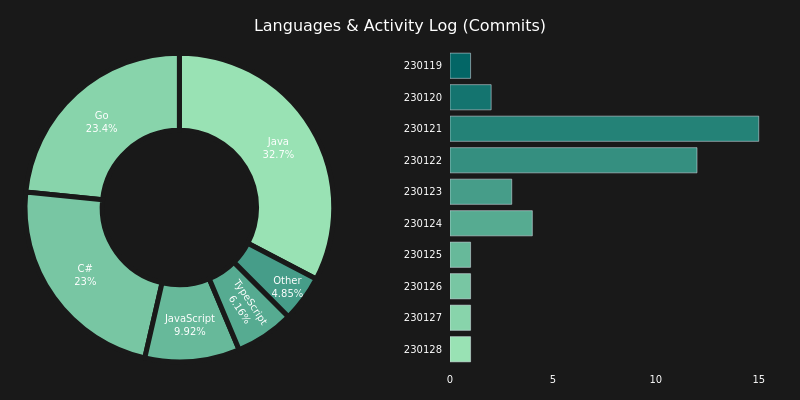 Languages & Activity Log (Commits)
Go
23.4%
Java
32.7%
C#
23%
JavaScript
9.92%
TypeScript
6.16%
Other
4.85%
230119
230120
230121
230122
230123
230124
230125
230126
230127
230128
0 5 10 15